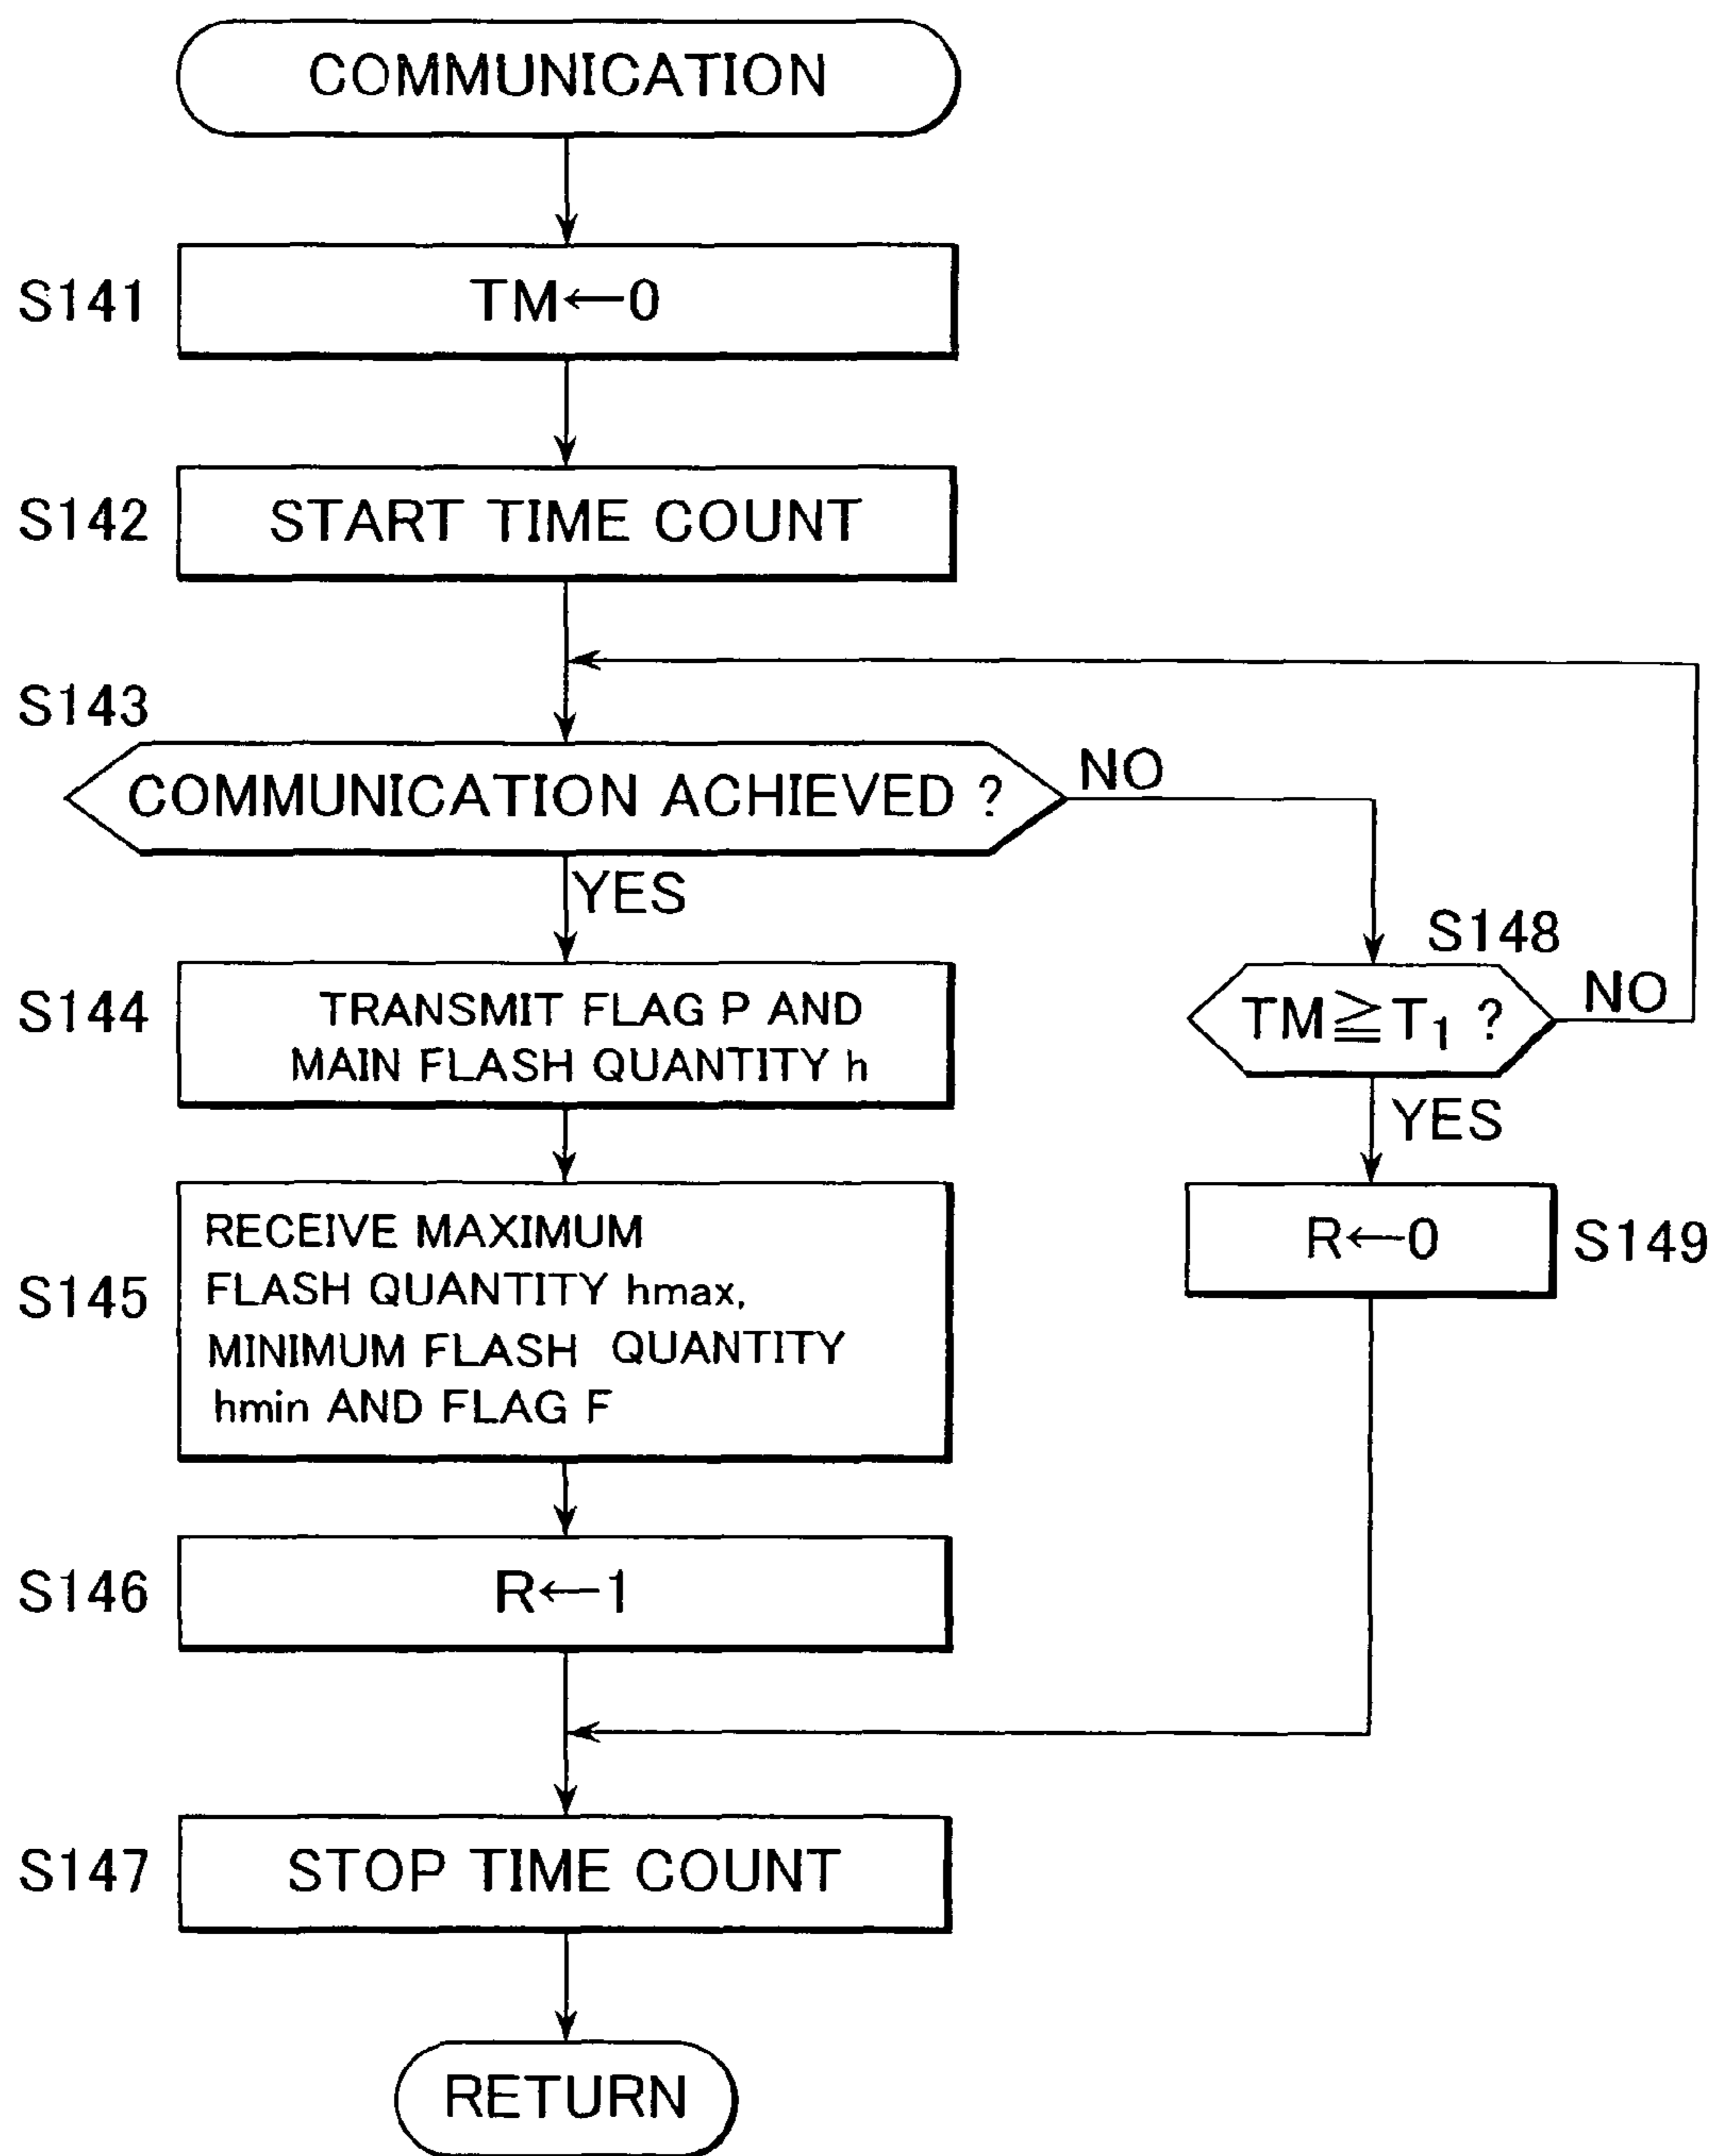 COMMUNICATION
S141
TM←0
S142
START TIME COUNT
S143
COMMUNICATION ACHIEVED ?
NO
YES
S144
TRANSMIT FLAG P AND
MAIN FLASH QUANTITY h
S148
TM≧T₁ ?
NO
YES
S145
RECEIVE MAXIMUM
FLASH QUANTITY hmax,
MINIMUM FLASH QUANTITY
hmin AND FLAG F
R←0
S149
S146
R←1
S147
STOP TIME COUNT
RETURN